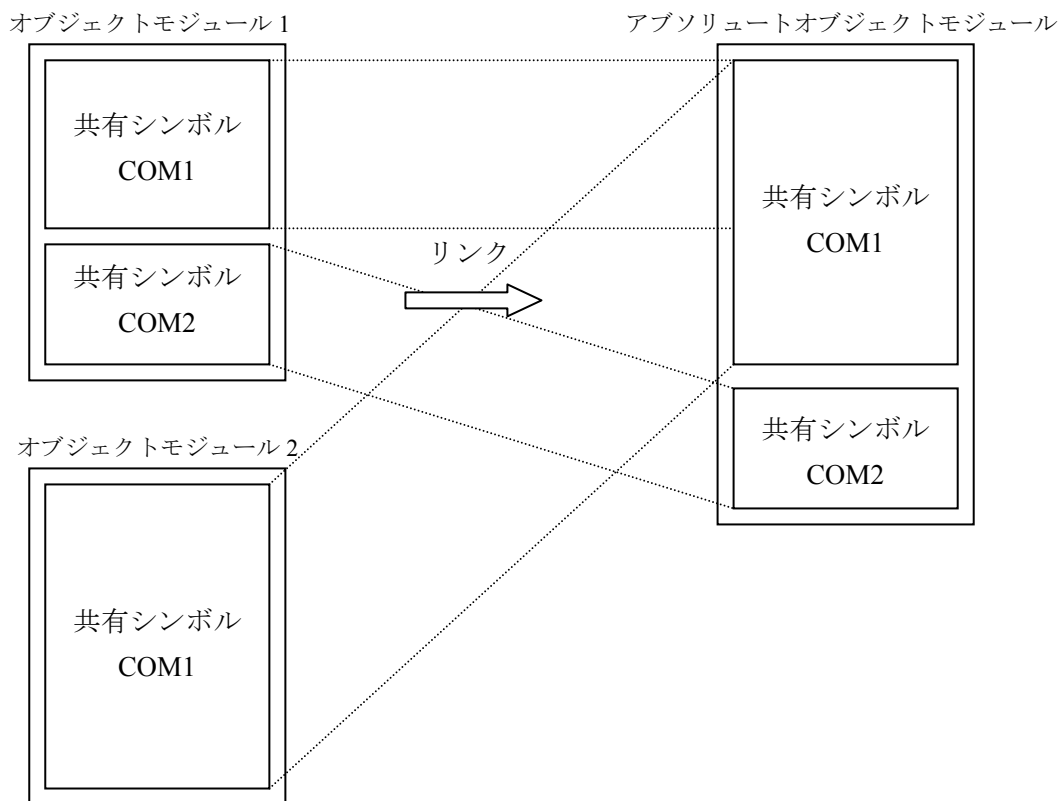 オブジェクトモジュール 1
共有シンボル
COM1
共有シンボル
COM2
オブジェクトモジュール 2
共有シンボル
COM1
リンク
アブソリュートオブジェクトモジュール
共有シンボル
COM1
共有シンボル
COM2